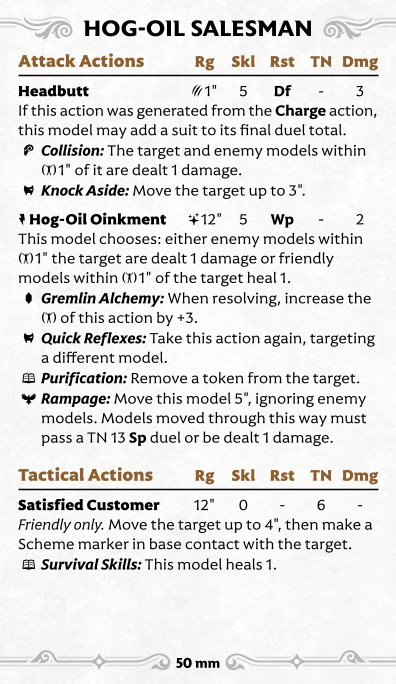 HOG-OIL SALESMAN
Attack Actions Rg Skl Rst TN Dmg
Headbutt 1" 5 Df - 3
If this action was generated from the Charge action,
this model may add a suit to its final duel total.
Collision: The target and enemy models within
1" of it are dealt 1 damage.
Knock Aside: Move the target up to 3".
Hog-Oil Oinkment 12" 5 Wp - 2
This model chooses: either enemy models within
1" the target are dealt 1 damage or friendly
models within 1" of the target heal 1.
Gremlin Alchemy: When resolving, increase the
of this action by +3.
Quick Reflexes: Take this action again, targeting
a different model.
Purification: Remove a token from the target.
Rampage: Move this model 5", ignoring enemy
models. Models moved through this way must
pass a TN 13 Sp duel or be dealt 1 damage.
Tactical Actions Rg Skl Rst TN Dmg
Satisfied Customer 12" 0 - 6 -
Friendly only. Move the target up to 4", then make a
Scheme marker in base contact with the target.
Survival Skills: This model heals 1.
50 mm